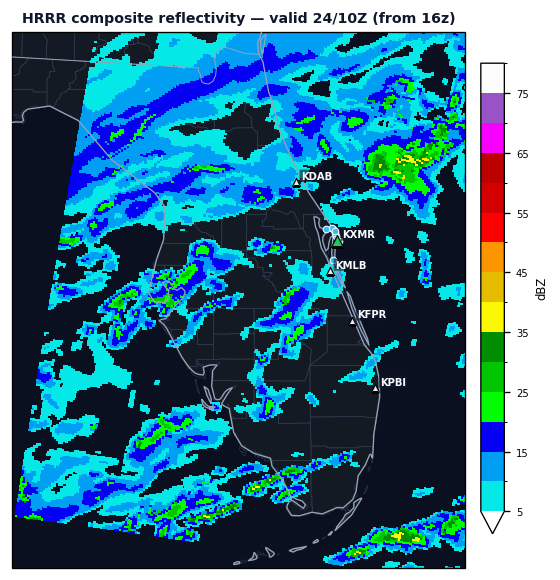 HRRR composite reflectivity — valid 24/10Z (from 16z)
KDAB
KXMR
KMLB
KFPR
KPBI
75
65
55
45
35
25
15
5
dBZ